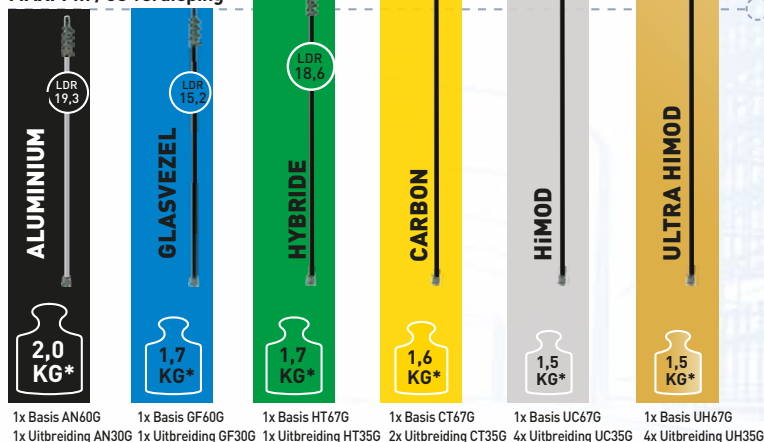 LDR
19,3
LDR
15,2
LDR
18,6
ALUMINIUM
GLASVEZEL
HYBRIDE
CARBON
HiMOD
ULTRA HIMOD
2,0
KG*
1,7
KG*
1,7
KG*
1,6
KG*
1,5
KG*
1,5
KG*
1x Basis AN60G
1x Uitbreiding AN30G
1x Basis GF60G
1x Uitbreiding GF30G
1x Basis HT67G
1x Uitbreiding HT35G
1x Basis CT67G
2x Uitbreiding CT35G
1x Basis UC67G
4x Uitbreiding UC35G
1x Basis UH67G
4x Uitbreiding UH35G